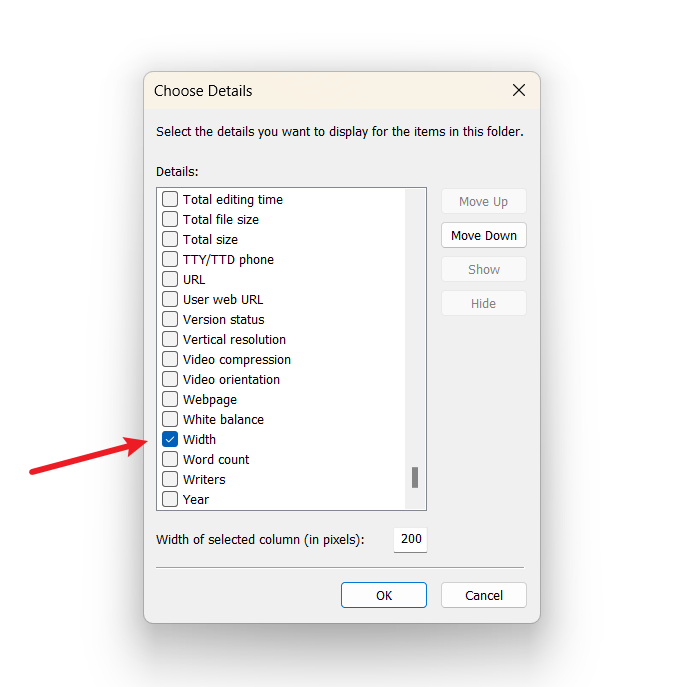 Choose Details
Select the details you want to display for the items in this folder.
Details:
Total editing time
Total file size
Total size
TTY/TTD phone
URL
User web URL
Version status
Vertical resolution
Video compression
Video orientation
Webpage
White balance
Width
Word count
Writers
Year
Move Up
Move Down
Show
Hide
Width of selected column (in pixels): 200
OK Cancel